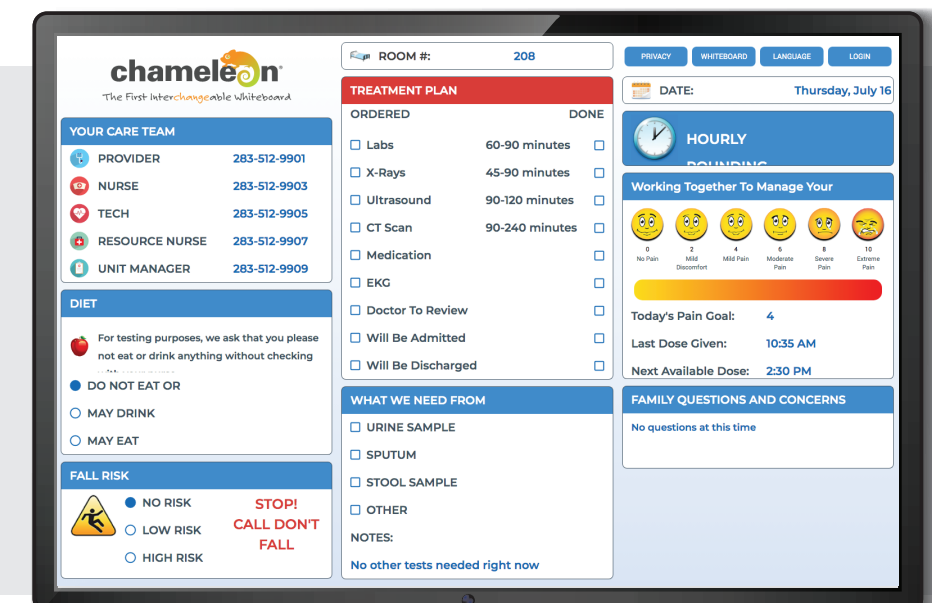 chameleon
The First Interchangeable Whiteboard
YOUR CARE TEAM
PROVIDER 283-512-9901
NURSE 283-512-9903
TECH 283-512-9905
RESOURCE NURSE 283-512-9907
UNIT MANAGER 283-512-9909
DIET
For testing purposes, we ask that you please
not eat or drink anything without checking
DO NOT EAT OR
MAY DRINK
MAY EAT
FALL RISK
NO RISK
LOW RISK
HIGH RISK
STOP!
CALL DON'T
FALL
ROOM #: 208
TREATMENT PLAN
ORDERED DONE
Labs 60-90 minutes
X-Rays 45-90 minutes
Ultrasound 90-120 minutes
CT Scan 90-240 minutes
Medication
EKG
Doctor To Review
Will Be Admitted
Will Be Discharged
WHAT WE NEED FROM
URINE SAMPLE
SPUTUM
STOOL SAMPLE
OTHER
NOTES:
No other tests needed right now
PRIVACY WHITEBOARD LANGUAGE LOGIN
DATE: Thursday, July 16
HOURLY
ROUNDING
Working Together To Manage Your
0 2 4 6 8 10
No Pain Mild Discomfort Mild Pain Moderate Pain Severe Pain Extreme Pain
Today's Pain Goal: 4
Last Dose Given: 10:35 AM
Next Available Dose: 2:30 PM
FAMILY QUESTIONS AND CONCERNS
No questions at this time